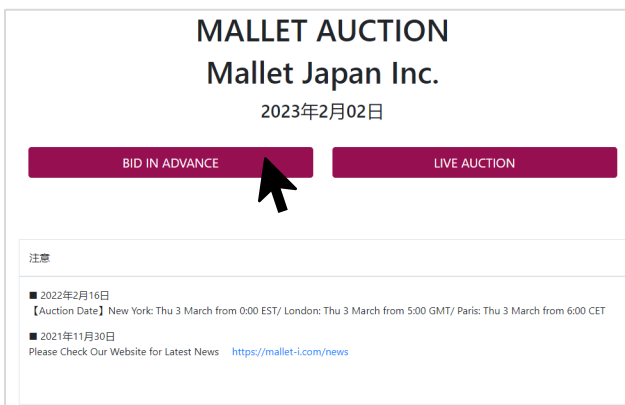 MALLET AUCTION
Mallet Japan Inc.
2023年2月02日
BID IN ADVANCE
LIVE AUCTION
注意
■ 2022年2月16日
【Auction Date】New York: Thu 3 March from 0:00 EST/ London: Thu 3 March from 5:00 GMT/ Paris: Thu 3 March from 6:00 CET
■ 2021年11月30日
Please Check Our Website for Latest News https://mallet-i.com/news